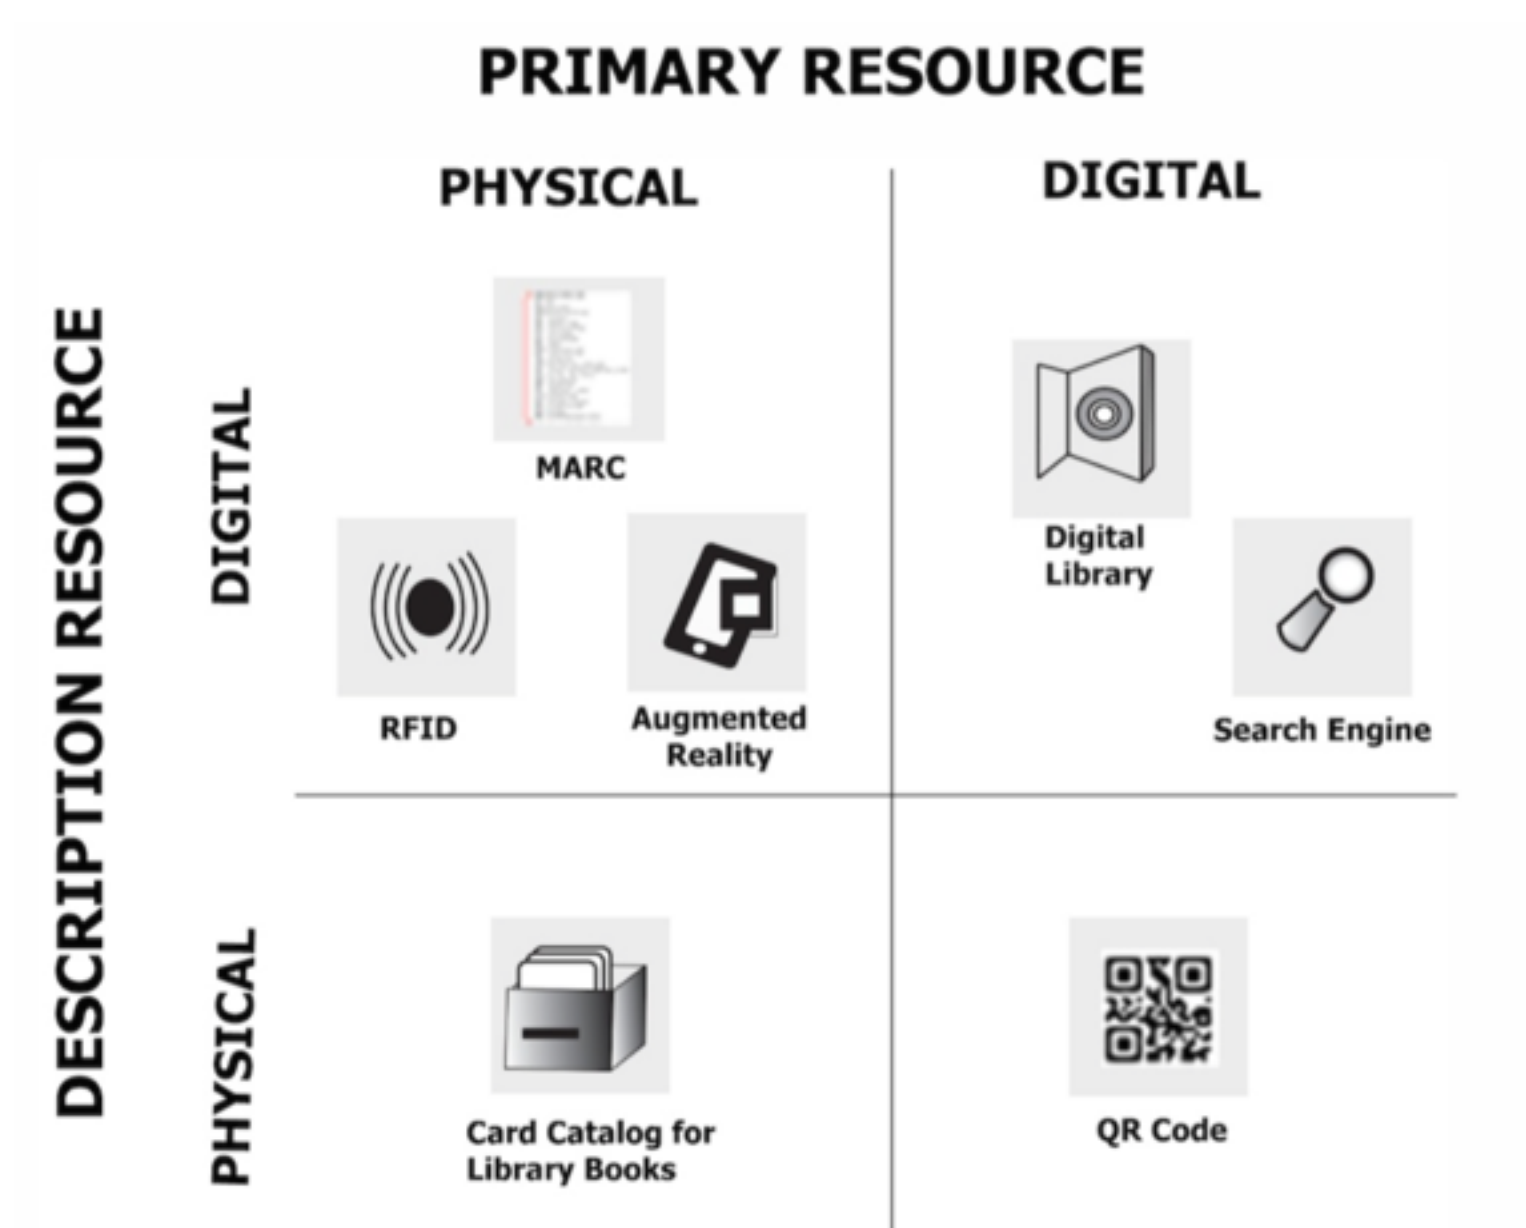 PRIMARY RESOURCE
PHYSICAL
DIGITAL
DESCRIPTION RESOURCE
DIGITAL
MARC
Digital
Library
RFID
Augmented
Reality
Search Engine
PHYSICAL
Card Catalog for
Library Books
QR Code